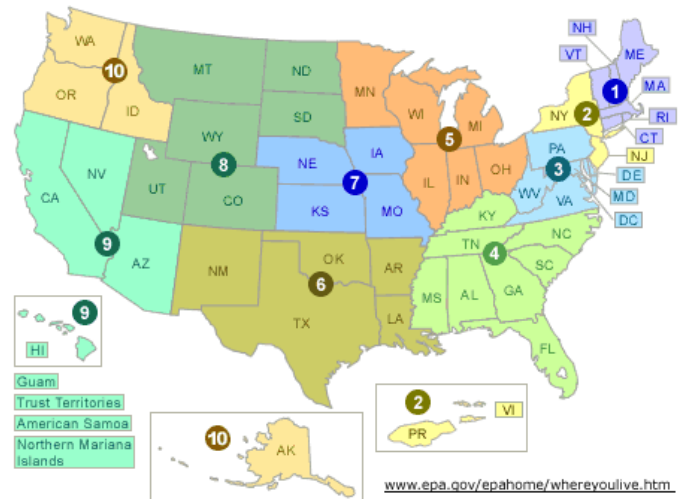 NH
WA
VT
ME
MT
ND
10
MN
OR
MA
1
ID
WI
SD
MI
2
NY
RI
WY
5
CT
IA
PA
NJ
NE
8
3
DE
NV
7
OH
UT
IL
IN
CO
WV
MD
CA
KS
MO
VA
KY
DC
NC
9
TN
4
OK
AZ
NM
AR
SC
6
MS
AL
GA
9
TX
LA
HI
FL
Guam
2
Trust Territories
VI
American Samoa
PR
10
Northern Mariana
AK
Islands
www.epa.gov/epahome/whereyoulive.htm